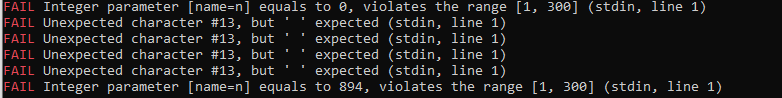 FAIL Integer parameter [name=n] equals to 0, violates the range [1, 300] (stdin, line 1)
FAIL Unexpected character #13, but ' ' expected (stdin, line 1)
FAIL Unexpected character #13, but ' ' expected (stdin, line 1)
FAIL Unexpected character #13, but ' ' expected (stdin, line 1)
FAIL Unexpected character #13, but ' ' expected (stdin, line 1)
FAIL Integer parameter [name=n] equals to 894, violates the range [1, 300] (stdin, line 1)